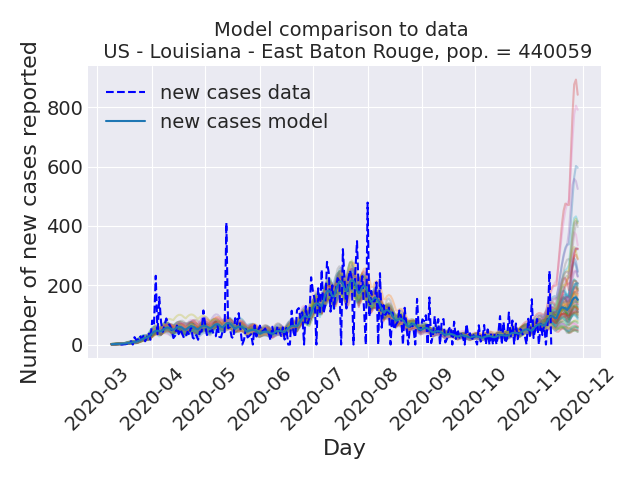 Model comparison to data
US - Louisiana - East Baton Rouge, pop. = 440059
Number of new cases reported
800
600
400
200
0
new cases data
new cases model
2020-03
2020-04
2020-05
2020-06
2020-07
2020-08
2020-09
2020-10
2020-11
2020-12
Day